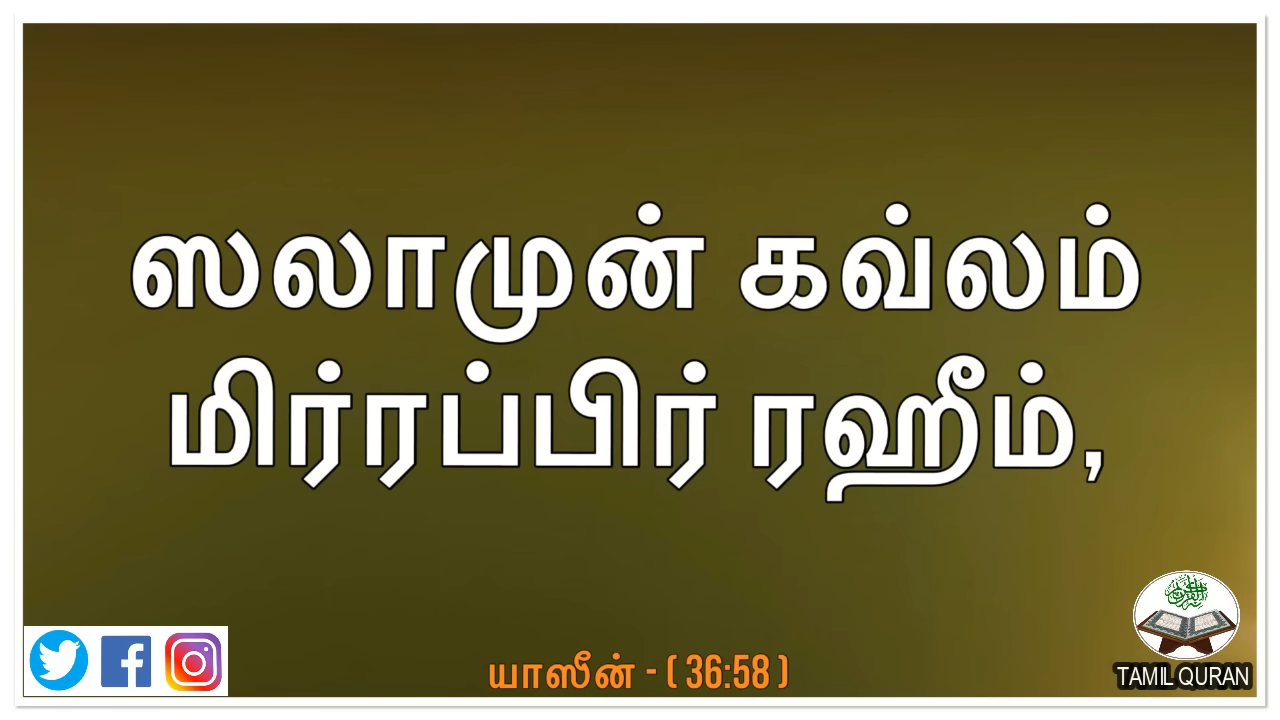 ஸலாமுன் கவ்லம்
மிர்ரப்பிர் ரஹீம்,
யாஸீன் - ( 36:58 )
TAMIL QURAN